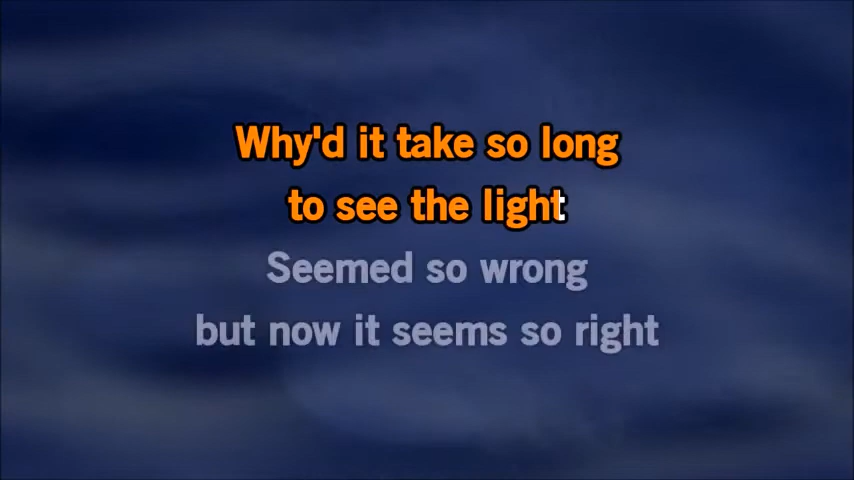 Why'd it take so long
to see the light
Seemed so wrong
but now it seems so right